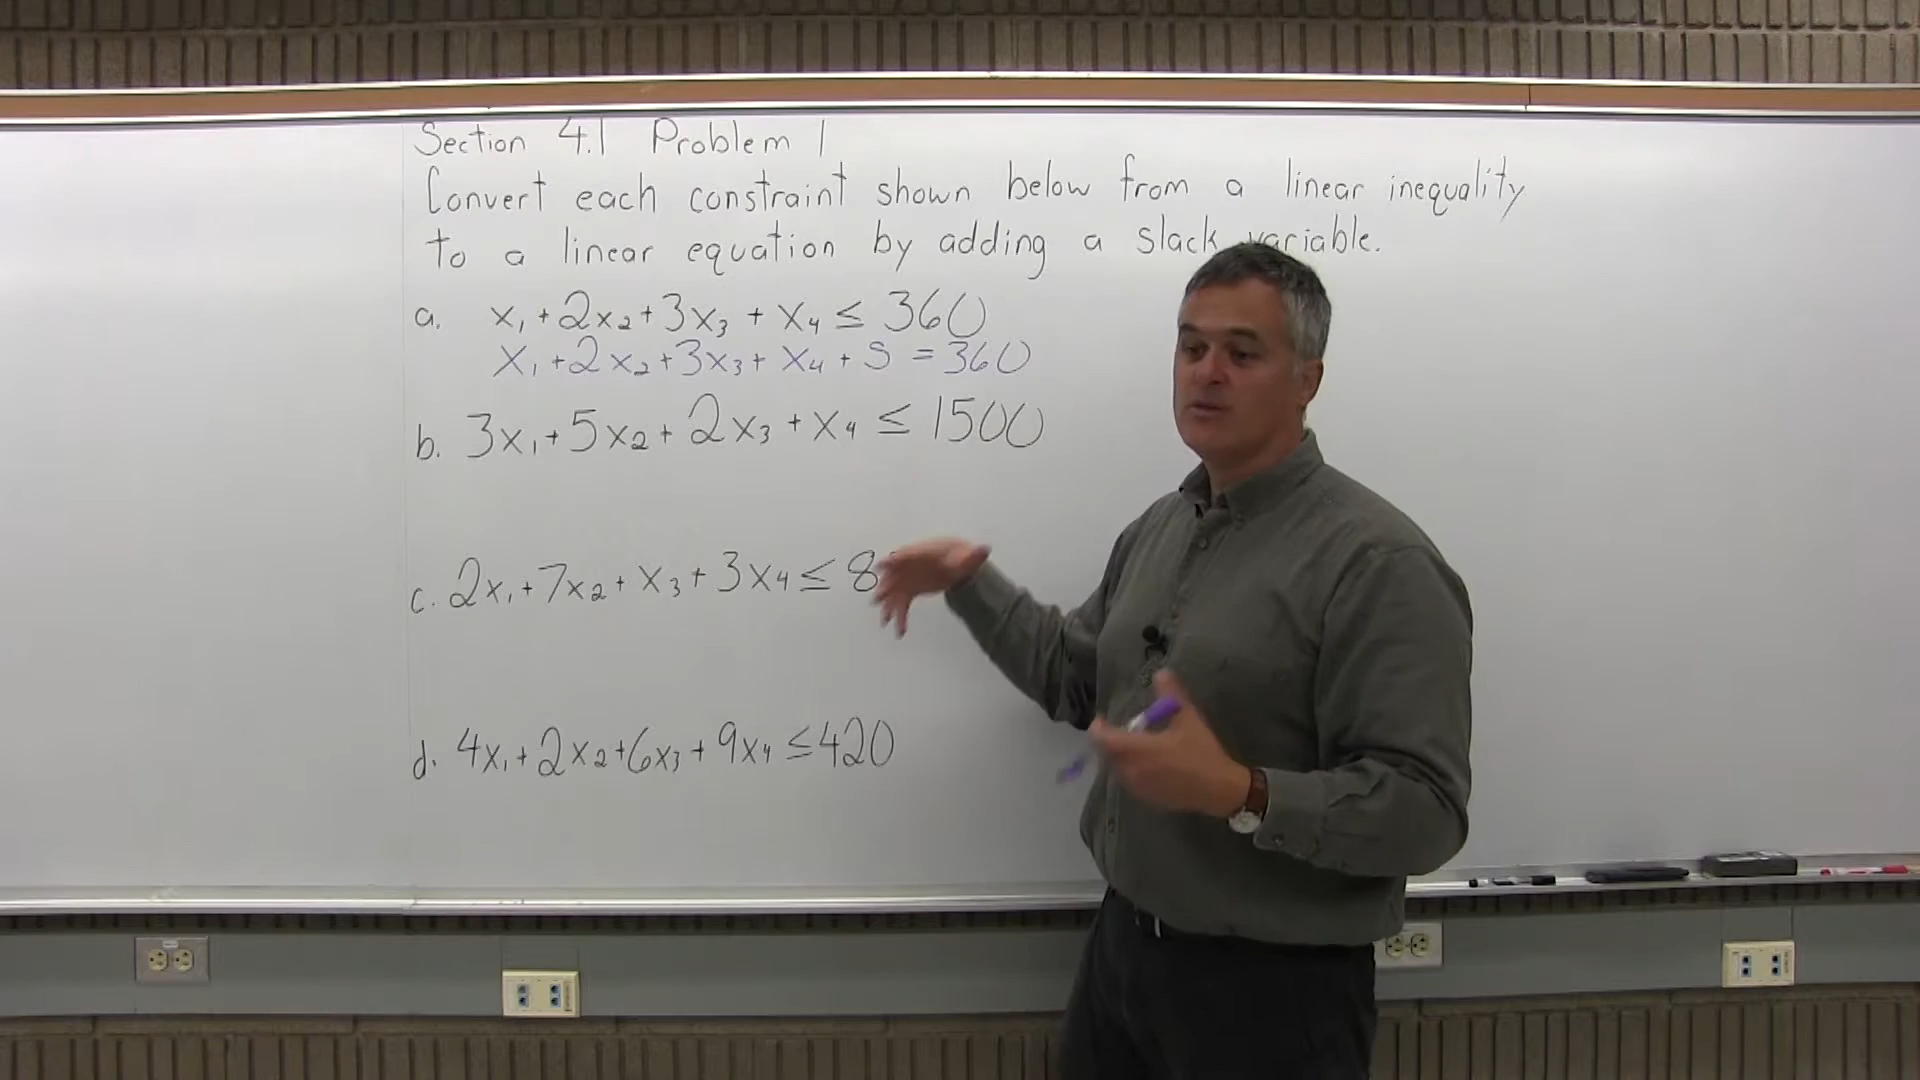 Section 4.1 Problem 1
Convert each constraint shown below from a linear inequality
to a linear equation by adding a slack variable.
a. x₁ + 2x₂ + 3x₃ + x₄ ≤ 360
x₁ + 2x₂ + 3x₃ + x₄ + S = 360
b. 3x₁ + 5x₂ + 2x₃ + x₄ ≤ 1500
c. 2x₁ + 7x₂ + x₃ + 3x₄ ≤
d. 4x₁ + 2x₂ + 6x₃ + 9x₄ ≤ 420